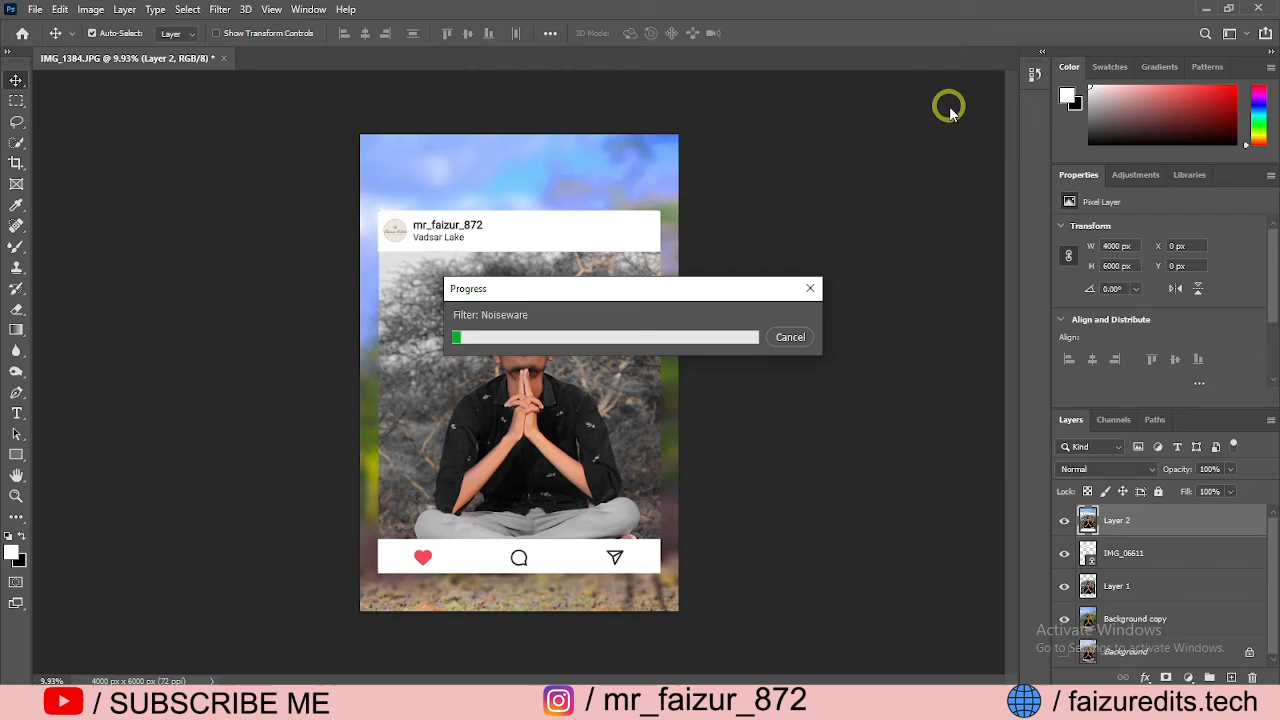 Ps File Edit Image Layer Type Select Filter 3D View Window Help
Auto-Select: Layer Show Transform Controls 3D Mode:
IMG_1384.JPG @ 9.93% (Layer 2, RGB/8) *
Color Swatches Gradients Patterns
Properties Adjustments Libraries
Pixel Layer
Transform
W 4000 px X 0 px
H 6000 px Y 0 px
0.00°
Align and Distribute
Align:
mr_faizur_872
Vadsar Lake
Progress
Filter: Noiseware
Cancel
Layers Channels Paths
Kind
Normal Opacity: 100%
Lock: Fill: 100%
Layer 2
IMG_0611
Layer 1
Background copy
Background
Activate Windows
Go to Settings to activate Windows.
9.93% 4000 px x 6000 px (72 ppi)
/ SUBSCRIBE ME / mr_faizur_872 / faizuredits.tech